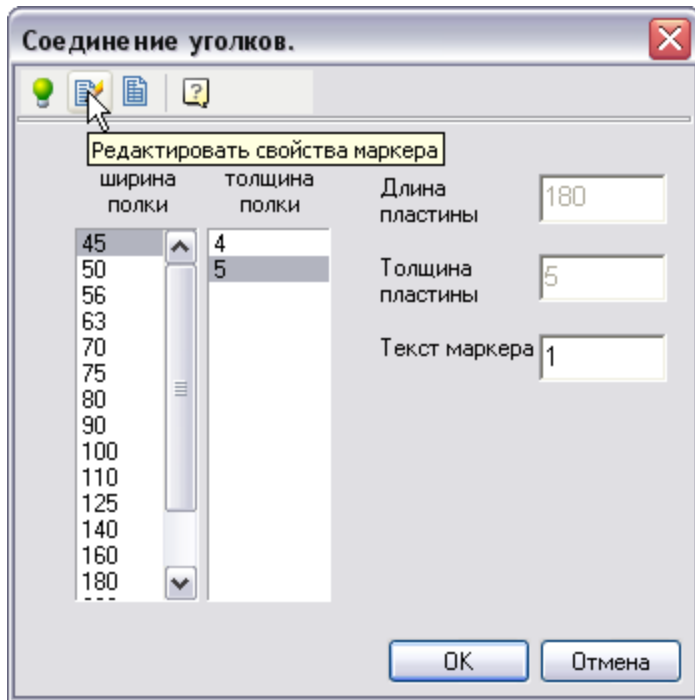 Соединение уголков.
Редактировать свойства маркера
ширина полки
толщина полки
45
50
56
63
70
75
80
90
100
110
125
140
160
180
4
5
Длина пластины
180
Толщина пластины
5
Текст маркера
1
OK
Отмена